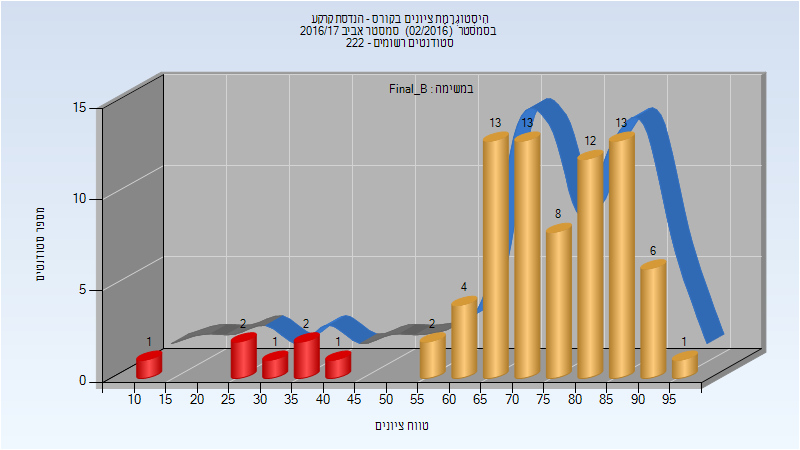 היסטוגרמת ציונים בקורס - הנדסת קרקע
בסמסטר (02/2016) סמסטר אביב 2016/17
סטודנטים רשומים - 222
במשימה : Final_B
מספר סטודנטים
15
10
5
0
1
2
1
2
1
2
4
13
13
8
12
13
6
1
10 15 20 25 30 35 40 45 50 55 60 65 70 75 80 85 90 95
טווח ציונים